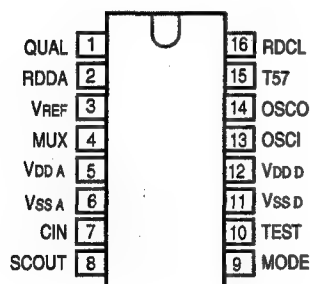 QUAL 1 16 RDCL
RDDA 2 15 T57
VREF 3 14 OSCO
MUX 4 13 OSCI
VDD A 5 12 VDD D
VSS A 6 11 VSS D
CIN 7 10 TEST
SCOUT 8 9 MODE